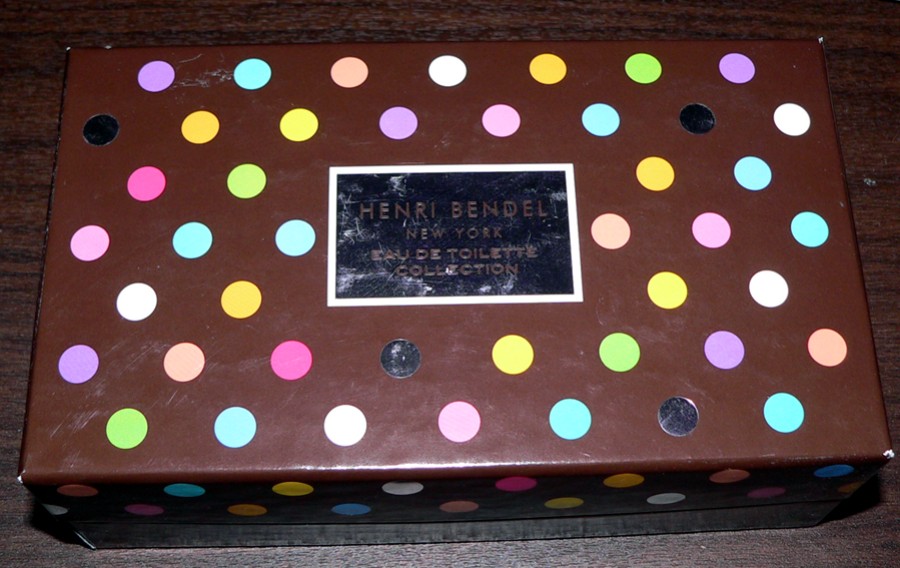 HENRI BENDEL
NEW YORK
EAU DE TOILETTE
COLLECTION